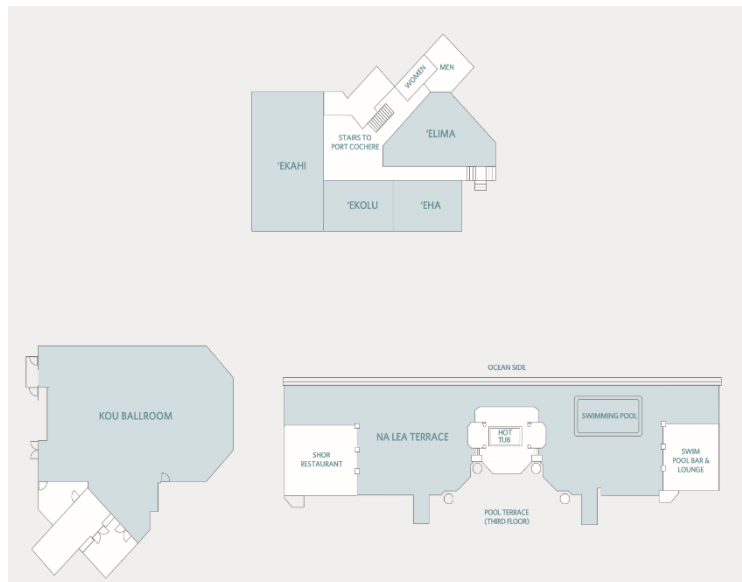 MEN
WOMEN
STAIRS TO
PORT COCHERE
‘ELIMA
‘EKAHI
‘EKOLU
‘EHA
KOU BALLROOM
OCEAN SIDE
SWIMMING POOL
NA LEA TERRACE
HOT
TUB
SHOR
RESTAURANT
SWIM
POOL BAR &
LOUNGE
POOL TERRACE
(THIRD FLOOR)